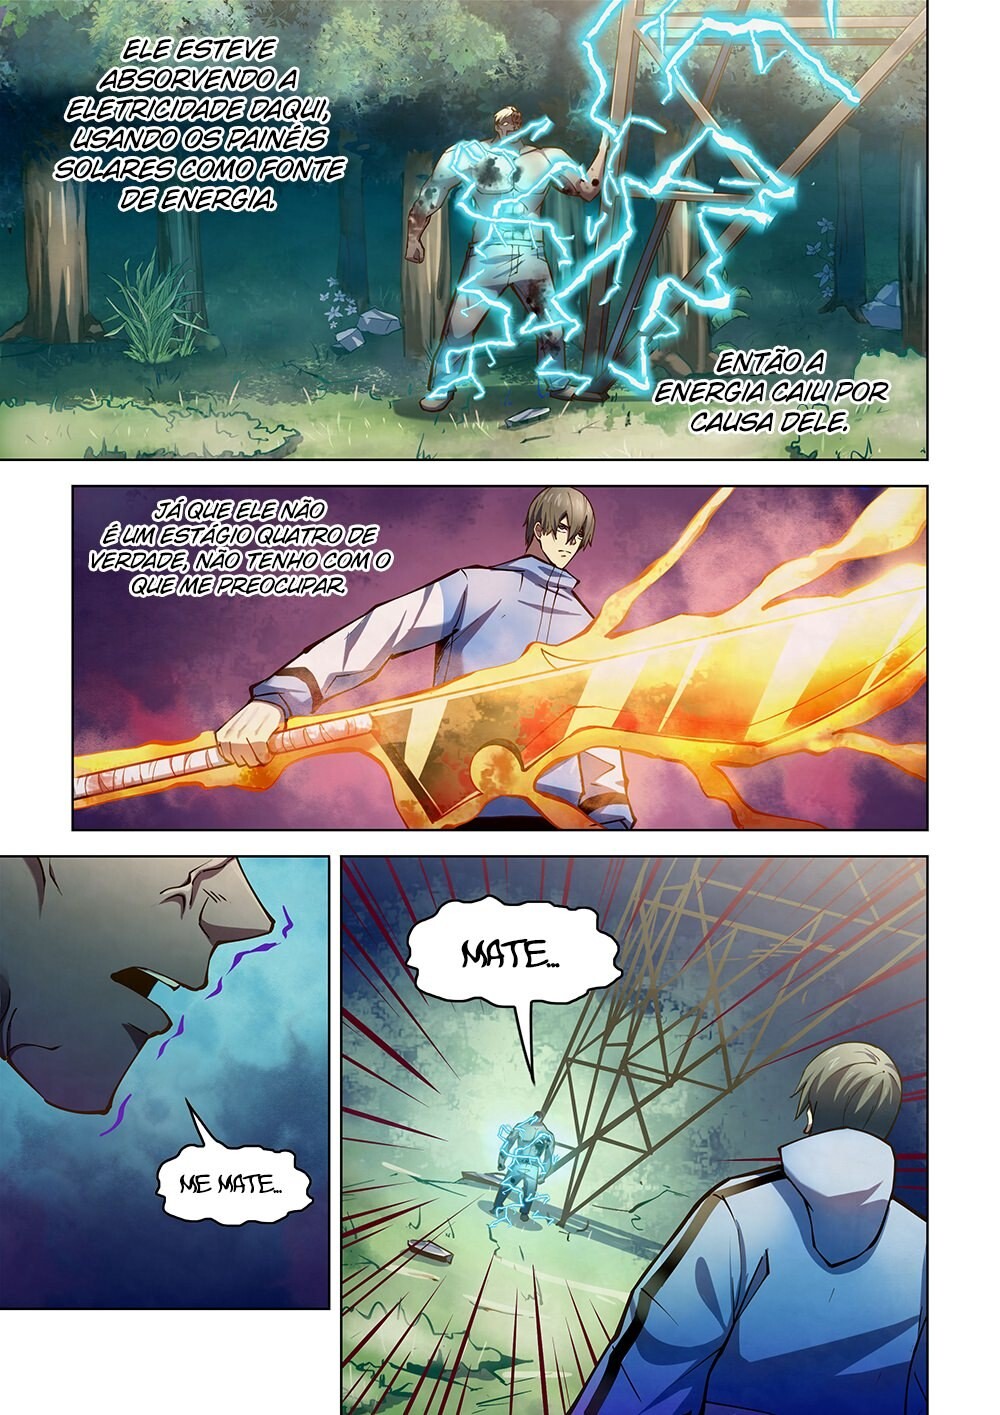 ELE ESTEVE
ABSORVENDO A
ELETRICIDADE DAQUI,
USANDO OS PAINÉIS
SOLARES COMO FONTE
DE ENERGIA.
ENTÃO A
ENERGIA CAIU POR
CAUSA DELE.
JÁ QUE ELE NÃO
É UM ESTÁGIO QUATRO DE
VERDADE, NÃO TENHO COM O
QUE ME PREOCUPAR.
MATE...
ME MATE...